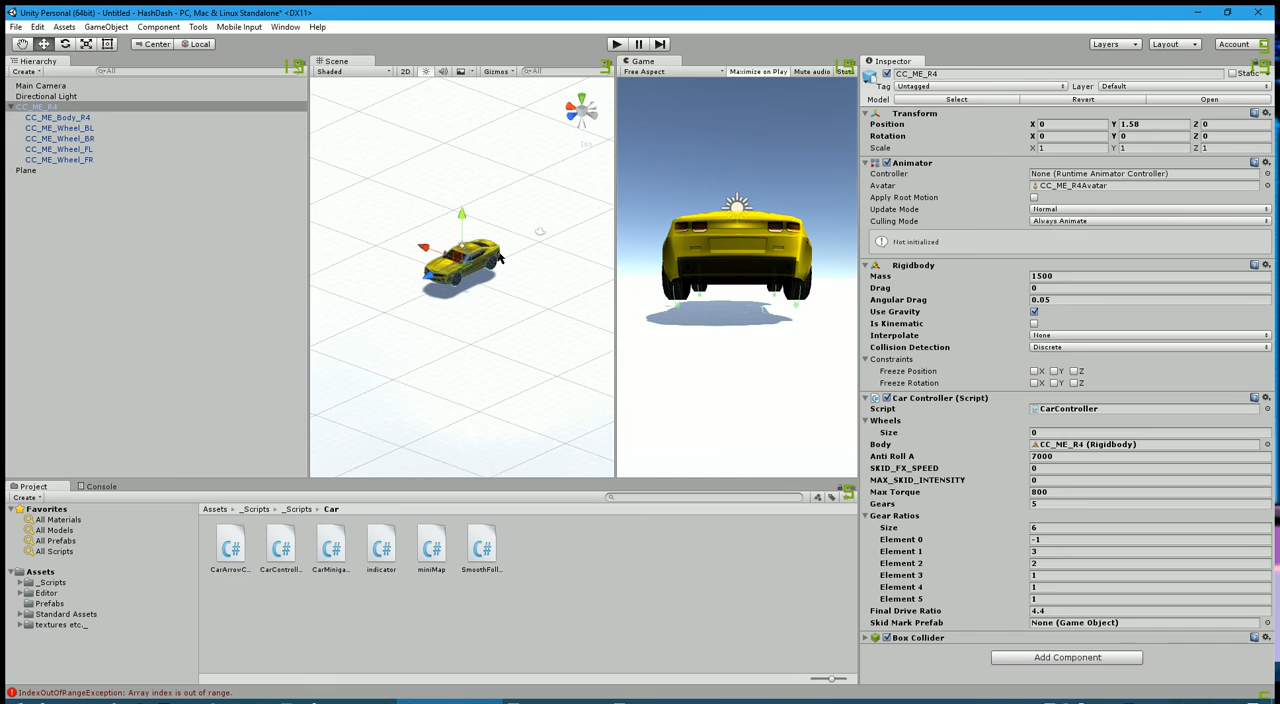 Unity Personal (64bit) - Untitled - HashDash - PC, Mac & Linux Standalone* <DX11>
File Edit Assets GameObject Component Tools Mobile Input Window Help
Center Local Layers Layout Account
Hierarchy
Create All
Main Camera
Directional Light
CC_ME_R4
CC_ME_Body_R4
CC_ME_Wheel_BL
CC_ME_Wheel_BR
CC_ME_Wheel_FL
CC_ME_Wheel_FR
Plane
Scene
Shaded 2D Gizmos All
Iso
Game
Free Aspect Maximize on Play Mute audio Stats
Inspector
CC_ME_R4 Static
Tag Untagged Layer Default
Model Select Revert Open
Transform
Position X 0 Y 1.58 Z 0
Rotation X 0 Y 0 Z 0
Scale X 1 Y 1 Z 1
Animator
Controller None (Runtime Animator Controller)
Avatar CC_ME_R4Avatar
Apply Root Motion
Update Mode Normal
Culling Mode Always Animate
Not initialized
Rigidbody
Mass 1500
Drag 0
Angular Drag 0.05
Use Gravity
Is Kinematic
Interpolate None
Collision Detection Discrete
Constraints
Freeze Position X Y Z
Freeze Rotation X Y Z
Car Controller (Script)
Script CarController
Wheels
Size 0
Body CC_ME_R4 (Rigidbody)
Anti Roll A 7000
SKID_FX_SPEED 0
MAX_SKID_INTENSITY 0
Max Torque 800
Gears 5
Gear Ratios
Size 6
Element 0 -1
Element 1 3
Element 2 2
Element 3 1
Element 4 1
Element 5 1
Final Drive Ratio 4.4
Skid Mark Prefab None (Game Object)
Box Collider
Add Component
Project Console
Create
Favorites
All Materials
All Models
All Prefabs
All Scripts
Assets
_Scripts
Editor
Prefabs
Standard Assets
textures etc._
Assets _Scripts _Scripts Car
CarArrowC... CarControll... CarMiniga... indicator miniMap SmoothFoll...
IndexOutOfRangeException: Array index is out of range.